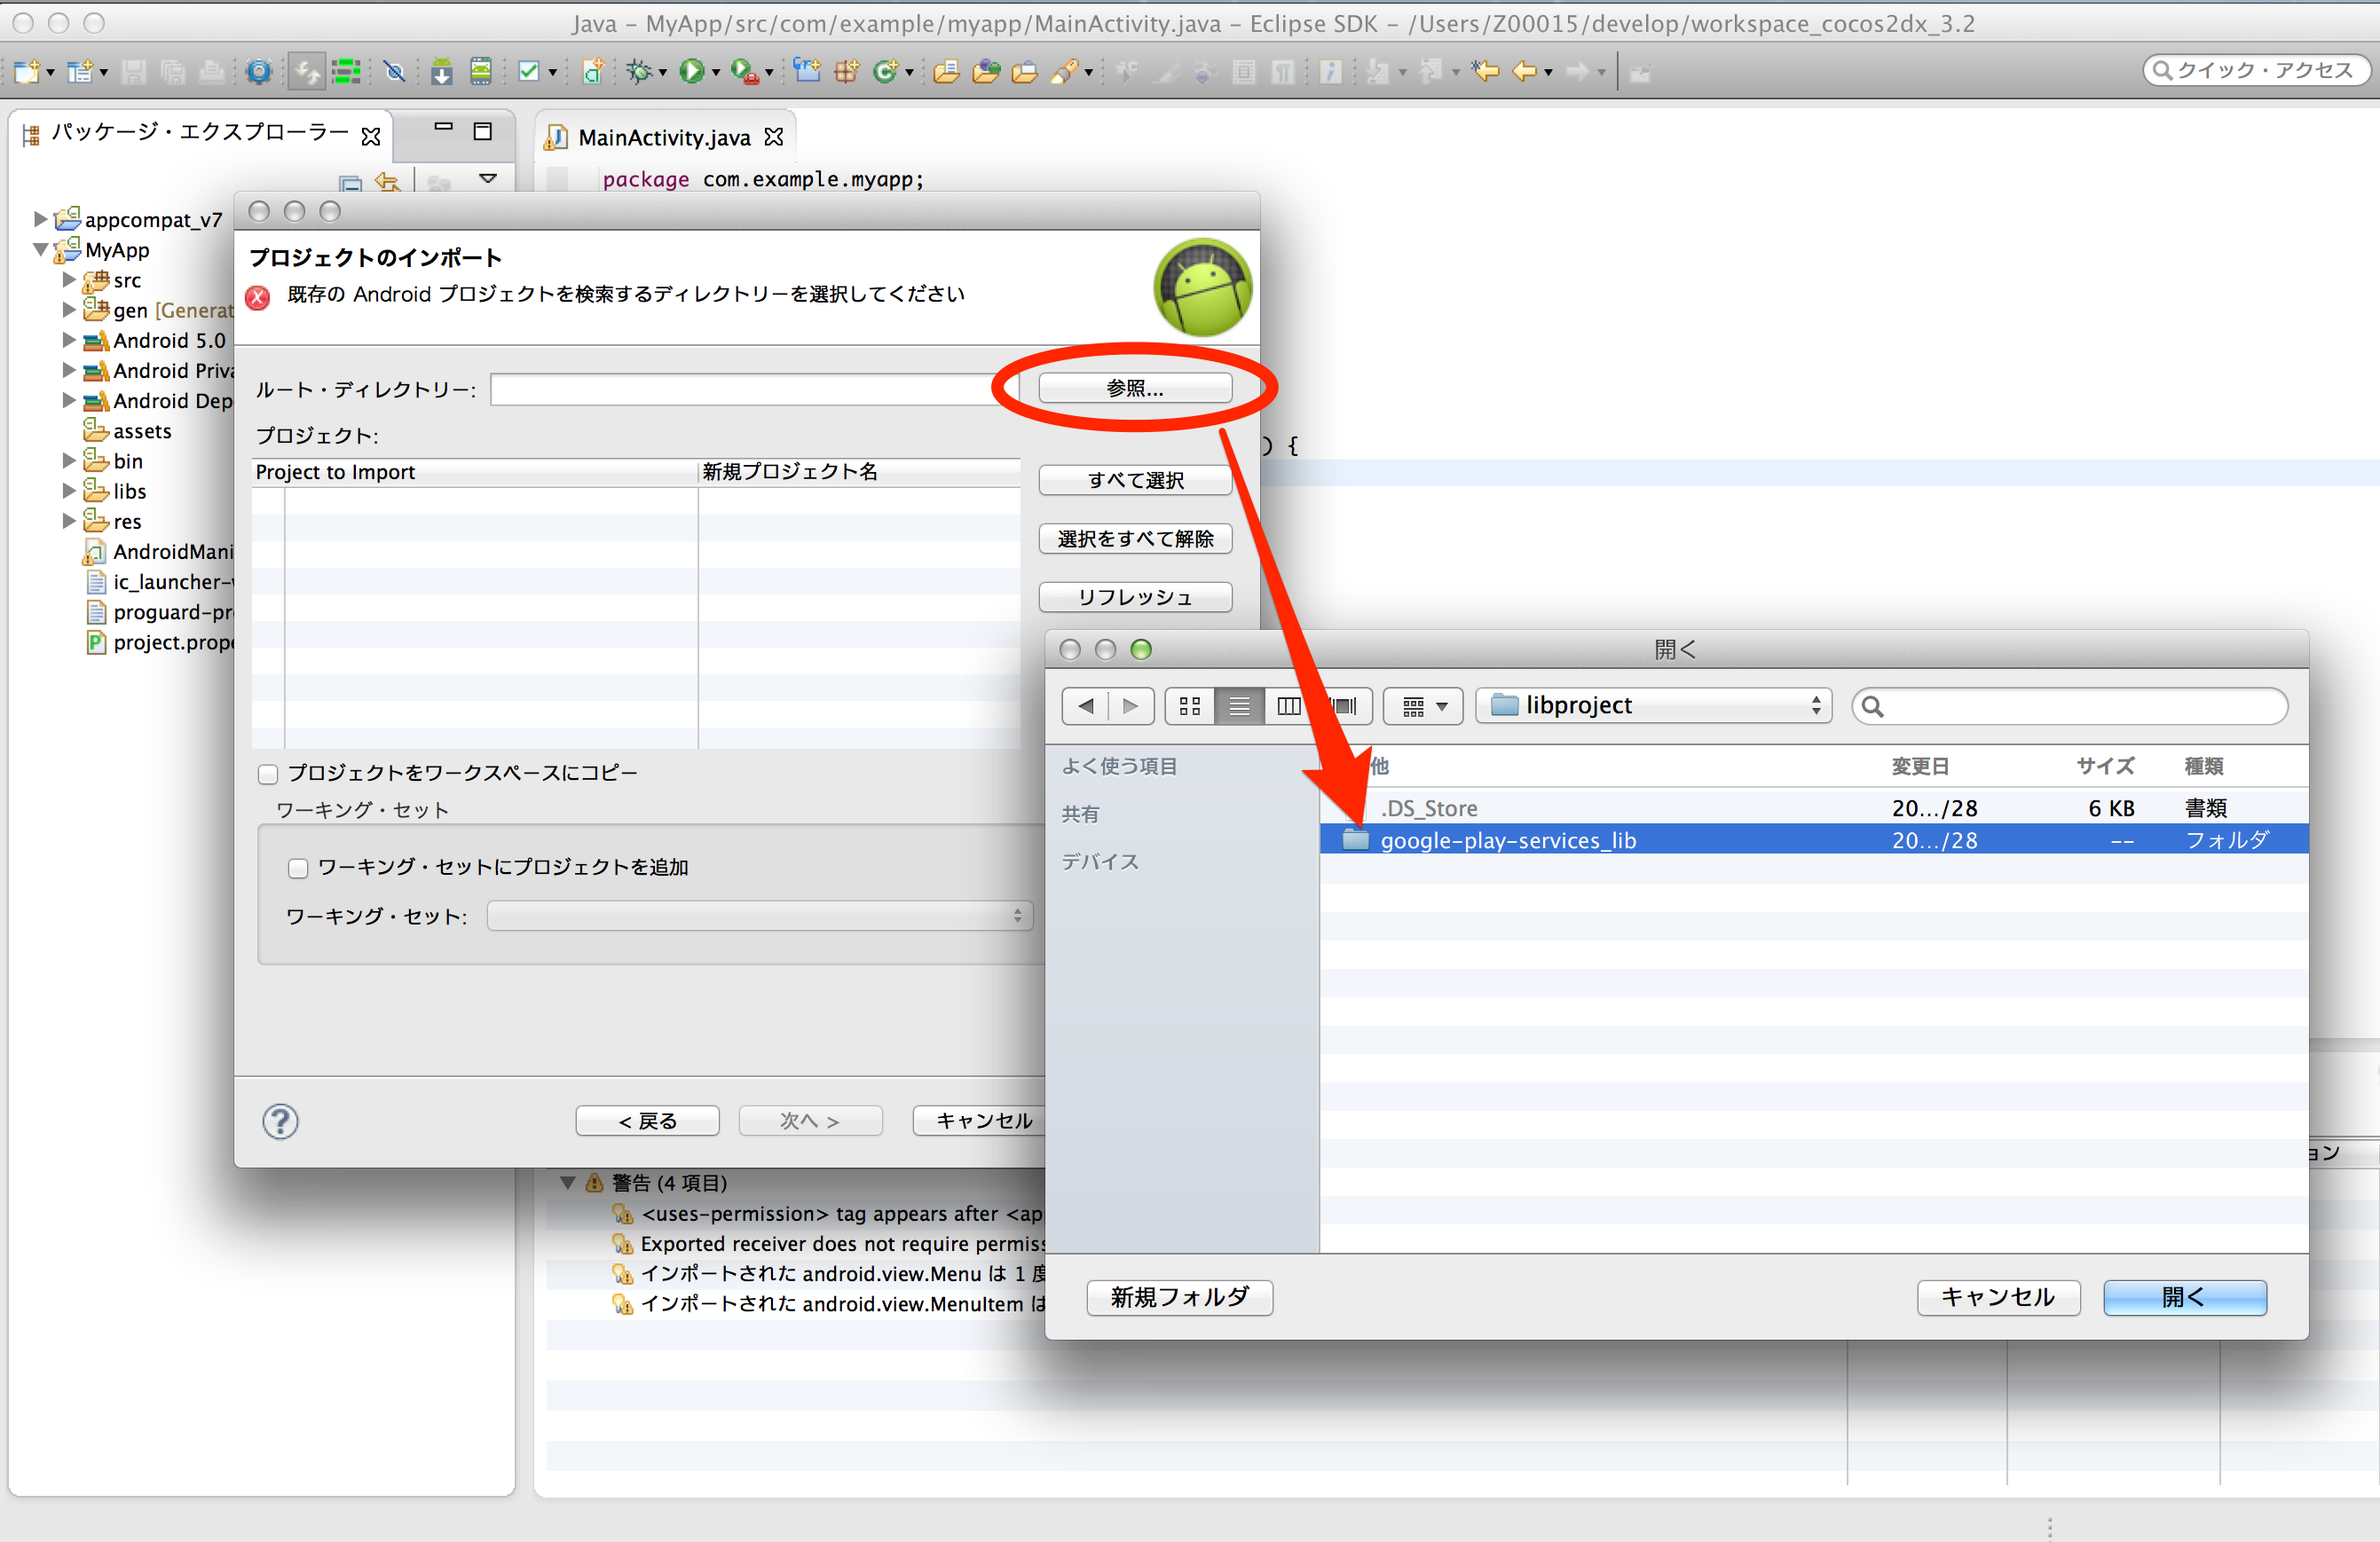 Java – MyApp/src/com/example/myapp/MainActivity.java – Eclipse SDK – /Users/Z00015/develop/workspace_cocos2dx_3.2
クイック・アクセス
パッケージ・エクスプローラー
MainActivity.java
package com.example.myapp;
appcompat_v7
MyApp
src
gen [Generat
Android 5.0
Android Priva
Android Dep
assets
bin
libs
res
AndroidMani
ic_launcher-
proguard-pr
project.prope
プロジェクトのインポート
既存の Android プロジェクトを検索するディレクトリーを選択してください
ルート・ディレクトリー:
参照...
プロジェクト:
) {
Project to Import
新規プロジェクト名
すべて選択
選択をすべて解除
リフレッシュ
プロジェクトをワークスペースにコピー
ワーキング・セット
ワーキング・セットにプロジェクトを追加
ワーキング・セット:
< 戻る
次へ >
キャンセル
開く
libproject
よく使う項目
共有
デバイス
他
変更日
サイズ
種類
.DS_Store
20.../28
6 KB
書類
google-play-services_lib
20.../28
--
フォルダ
新規フォルダ
キャンセル
開く
ョン
警告 (4 項目)
<uses-permission> tag appears after <ap
Exported receiver does not require permiss
インポートされた android.view.Menu は 1 度
インポートされた android.view.MenuItem は